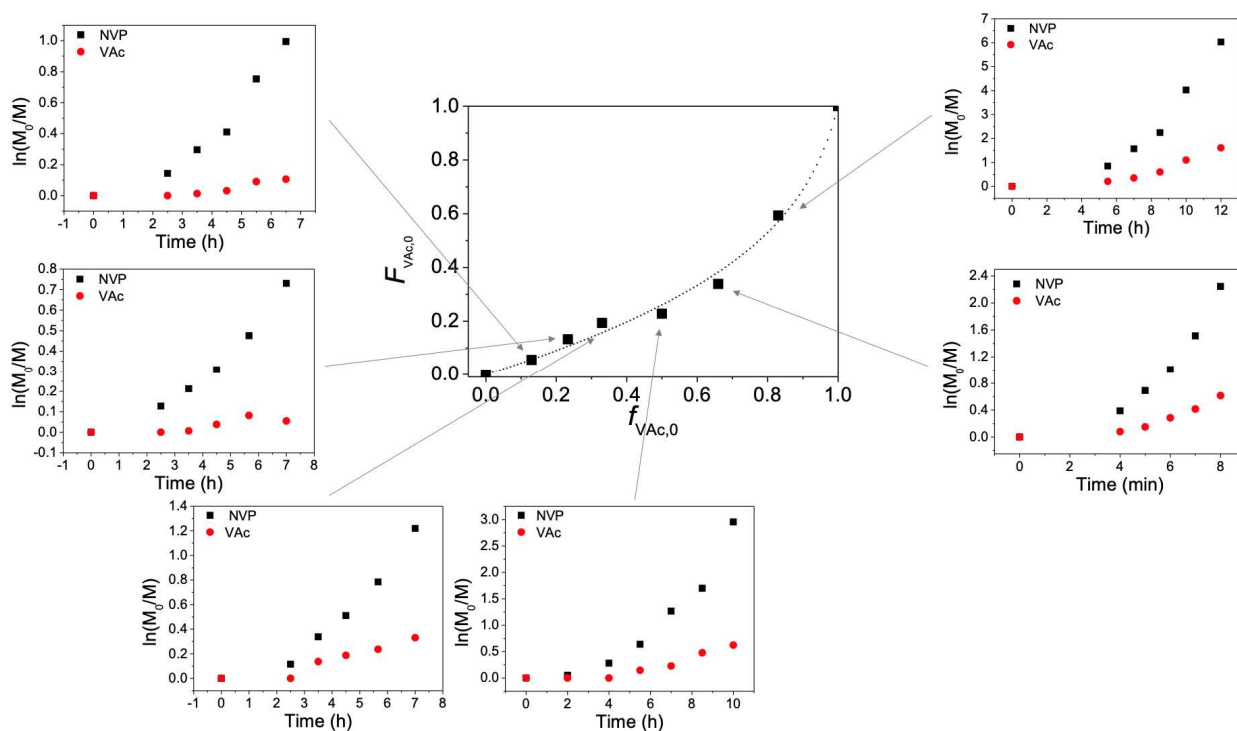 NVP
VAc
1.0
0.8
0.6
0.4
0.2
0.0
ln(M₀/M)
-1 0 1 2 3 4 5 6 7
Time (h)
NVP
VAc
0.8
0.7
0.6
0.5
0.4
0.3
0.2
0.1
0.0
-0.1
ln(M₀/M)
-1 0 1 2 3 4 5 6 7 8
Time (h)
NVP
VAc
1.4
1.2
1.0
0.8
0.6
0.4
0.2
0.0
ln(M₀/M)
-1 0 1 2 3 4 5 6 7 8
Time (h)
1.0
0.8
0.6
0.4
0.2
0.0
F VAc,0
0.0 0.2 0.4 0.6 0.8 1.0
f VAc,0
NVP
VAc
3.0
2.5
2.0
1.5
1.0
0.5
0.0
ln(M₀/M)
0 2 4 6 8 10
Time (h)
NVP
VAc
7
6
5
4
3
2
1
0
ln(M₀/M)
0 2 4 6 8 10 12
Time (h)
NVP
VAc
2.4
2.0
1.6
1.2
0.8
0.4
0.0
ln(M₀/M)
0 2 4 6 8
Time (min)